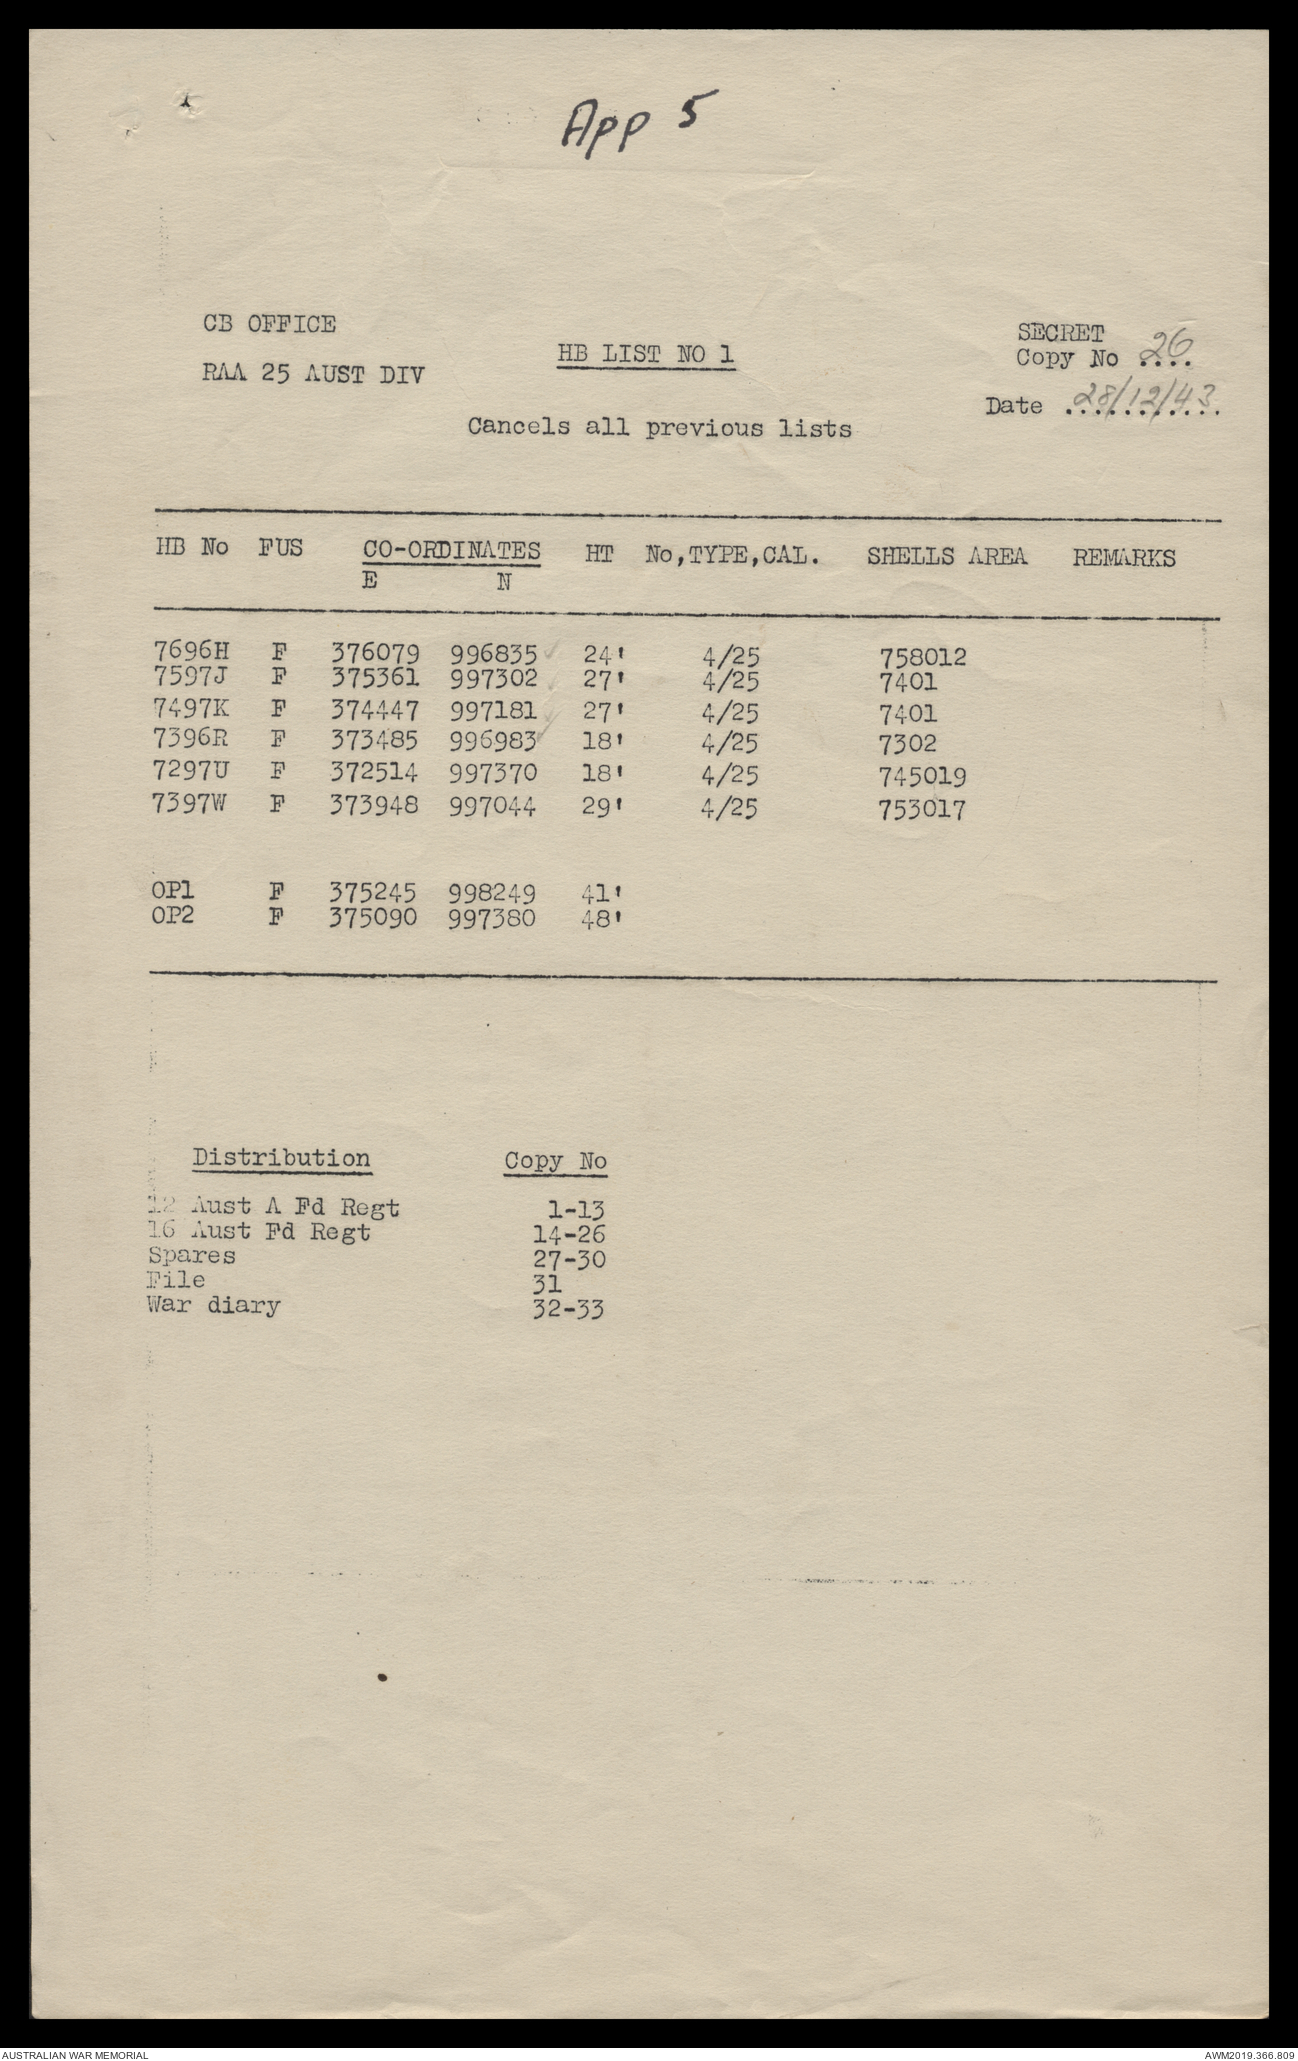 App 5
CB OFFICE
RAA 25 AUST DIV
HB LIST NO 1
SECRET
Copy No 26
Date 28/12/43
Cancels all previous lists
HB No FUS CO-ORDINATES HT No,TYPE,CAL. SHELLS AREA REMARKS
E N
7696H F 376079 996835 24' 4/25 758012
7597J F 375361 997302 27' 4/25 7401
7497K F 374447 997181 27' 4/25 7401
7396R F 373485 996983 18' 4/25 7302
7297U F 372514 997370 18' 4/25 745019
7397W F 373948 997044 29' 4/25 753017
OP1 F 375245 998249 41'
OP2 F 375090 997380 48'
Distribution Copy No
12 Aust A Fd Regt 1-13
16 Aust Fd Regt 14-26
Spares 27-30
File 31
War diary 32-33
AUSTRALIAN WAR MEMORIAL AWM2019.366.809